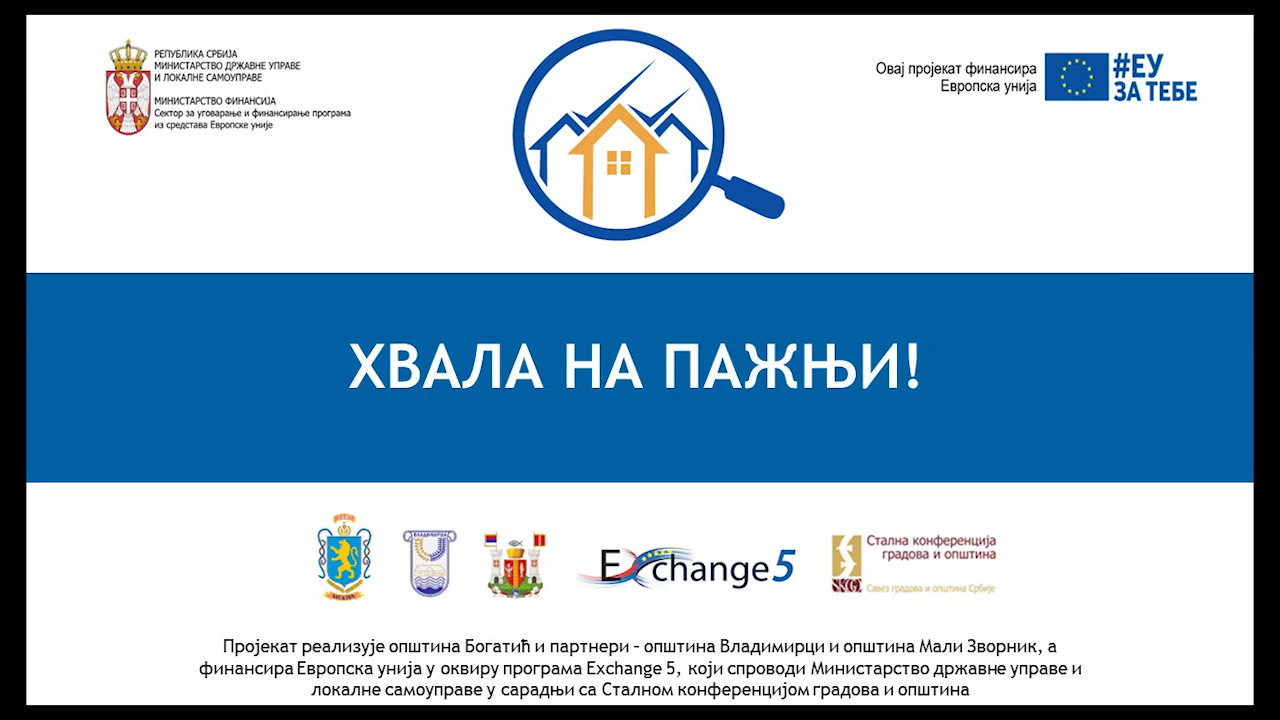 РЕПУБЛИКА СРБИЈА
МИНИСТАРСТВО ДРЖАВНЕ УПРАВЕ
И ЛОКАЛНЕ САМОУПРАВЕ
МИНИСТАРСТВО ФИНАНСИЈА
Сектор за уговарање и финансирање програма
из средстава Европске уније
Овај пројекат финансира
Европска унија
#ЕУ
ЗА ТЕБЕ
ХВАЛА НА ПАЖЊИ!
ВЛАДИМИРЦИ
Exchange 5
Стална конференција
градова и општина
Савез градова и општина Србије
Пројекат реализује општина Богатић и партнери – општина Владимирци и општина Мали Зворник, а
финансира Европска унија у оквиру програма Exchange 5, који спроводи Министарство државне управе и
локалне самоуправе у сарадњи са Сталном конференцијом градова и општина